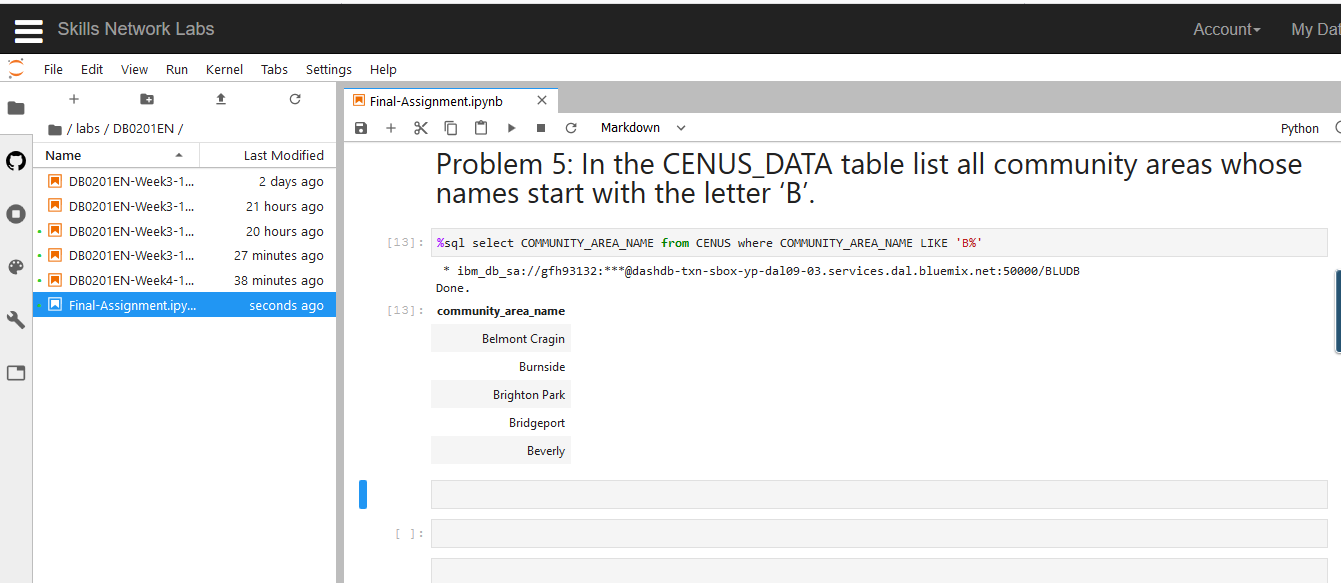 Skills Network Labs
Account
My Dat
File Edit View Run Kernel Tabs Settings Help
Final-Assignment.ipynb
Markdown
Python
/ labs / DB0201EN /
Name Last Modified
DB0201EN-Week3-1... 2 days ago
DB0201EN-Week3-1... 21 hours ago
DB0201EN-Week3-1... 20 hours ago
DB0201EN-Week3-1... 27 minutes ago
DB0201EN-Week4-1... 38 minutes ago
Final-Assignment.ipy... seconds ago
Problem 5: In the CENUS_DATA table list all community areas whose
names start with the letter ‘B’.
[13]: %sql select COMMUNITY_AREA_NAME from CENUS where COMMUNITY_AREA_NAME LIKE 'B%'
* ibm_db_sa://gfh93132:***@dashdb-txn-sbox-yp-dal09-03.services.dal.bluemix.net:50000/BLUDB
Done.
[13]: community_area_name
Belmont Cragin
Burnside
Brighton Park
Bridgeport
Beverly
[ ]: